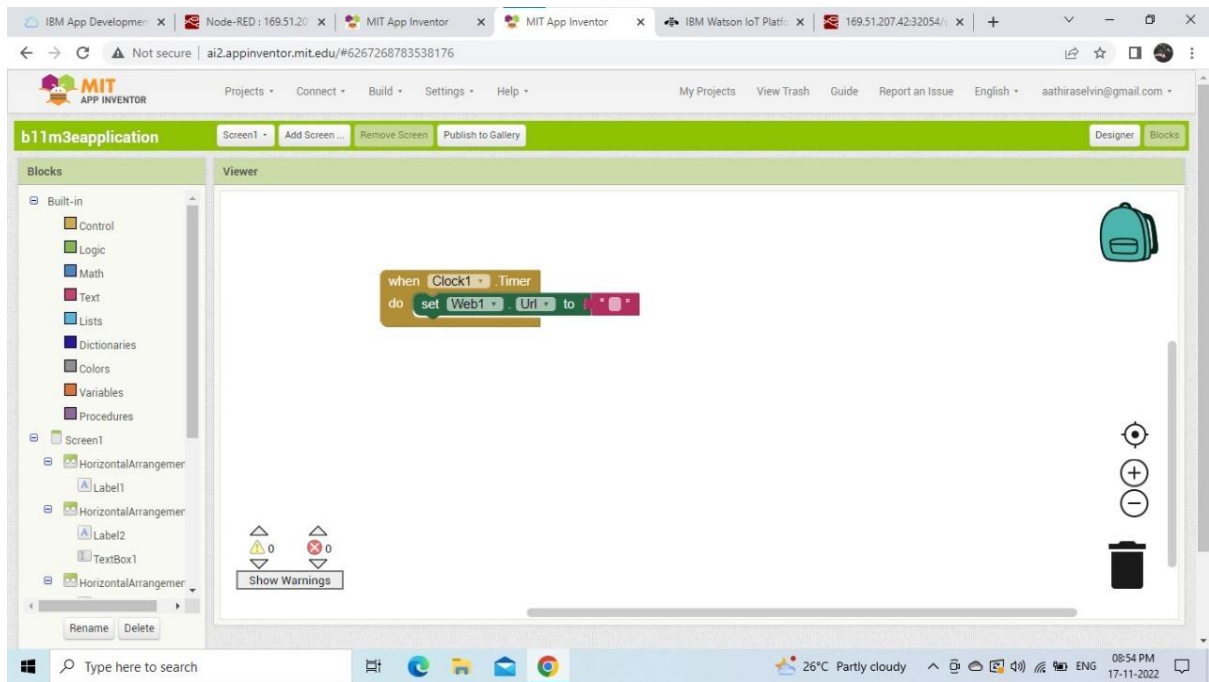 IBM App Developmen
Node-RED : 169.51.20
MIT App Inventor
MIT App Inventor
IBM Watson IoT Platfo
169.51.207.42:32054/
Not secure | ai2.appinventor.mit.edu/#6267268783538176
MIT
APP INVENTOR
Projects Connect Build Settings Help My Projects View Trash Guide Report an Issue English aathiraselvin@gmail.com
b11m3eapplication Screen1 Add Screen ... Remove Screen Publish to Gallery Designer Blocks
Blocks Viewer
Built-in
Control
Logic
Math
Text
Lists
Dictionaries
Colors
Variables
Procedures
Screen1
HorizontalArrangemer
Label1
HorizontalArrangemer
Label2
TextBox1
HorizontalArrangemer
Rename Delete
when Clock1 .Timer
do set Web1 . Url to " "
0 0
Show Warnings
Type here to search 26°C Partly cloudy ENG 08:54 PM
17-11-2022